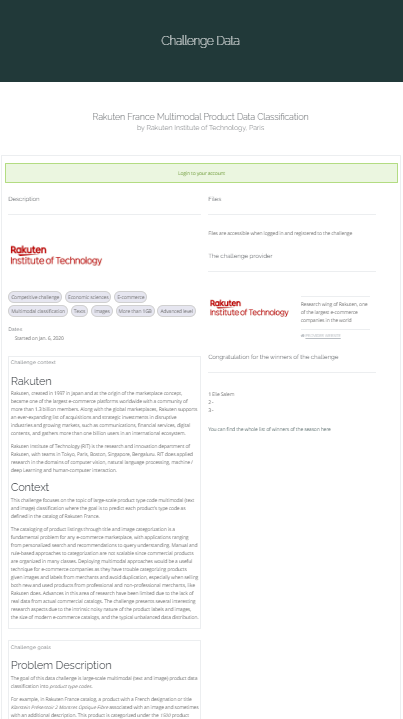 Challenge Data
Rakuten France Multimodal Product Data Classification
by Rakuten Institute of Technology, Paris
Login to your account
Description
Rakuten
Institute of Technology
Competitive challenge
Economic sciences
E-commerce
Multimodal classification
Texts
Images
More than 1GB
Advanced level
Dates
Started on Jan. 6, 2020
Challenge context
Rakuten
Rakuten, created in 1997 in Japan and at the origin of the marketplace concept,
became one of the largest e-commerce platforms worldwide with a community of
more than 1.3 billion members. Along with the global marketplaces, Rakuten supports
an ever-expanding list of acquisitions and strategic investments in disruptive
industries and growing markets, such as communications, financial services, digital
contents, and gathers more than one billion users in an international ecosystem.
Rakuten Institute of Technology (RIT) is the research and innovation department of
Rakuten, with teams in Tokyo, Paris, Boston, Singapore, Bengaluru. RIT does applied
research in the domains of computer vision, natural language processing, machine /
deep Learning and human-computer interaction.
Context
This challenge focuses on the topic of large-scale product type code multimodal (text
and image) classification where the goal is to predict each product's type code as
defined in the catalog of Rakuten France.
The cataloging of product listings through title and image categorization is a
fundamental problem for any e-commerce marketplace, with applications ranging
from personalized search and recommendations to query understanding. Manual and
rule-based approaches to categorization are not scalable since commercial products
are organized in many classes. Deploying multimodal approaches would be a useful
technique for e-commerce companies as they have trouble categorizing products
given images and labels from merchants and avoid duplication, especially when selling
both new and used products from professional and non-professional merchants, like
Rakuten does. Advances in this area of research have been limited due to the lack of
real data from actual commercial catalogs. The challenge presents several interesting
research aspects due to the intrinsic noisy nature of the product labels and images,
the size of modern e-commerce catalogs, and the typical unbalanced data distribution.
Challenge goals
Problem Description
The goal of this data challenge is large-scale multimodal (text and image) product data
classification into product type codes.
For example, in Rakuten France catalog, a product with a French designation or title
Klarstein Présentoir 2 Montres Optique Fibre associated with an image and sometimes
with an additional description. This product is categorized under the 1500 product
Files
Files are accessible when logged in and registered to the challenge
The challenge provider
Rakuten
Institute of Technology
Research wing of Rakuten, one
of the largest e-commerce
companies in the world
Congratulation for the winners of the challenge
1 Elie Salem
2 -
3 -
You can find the whole list of winners of the season here